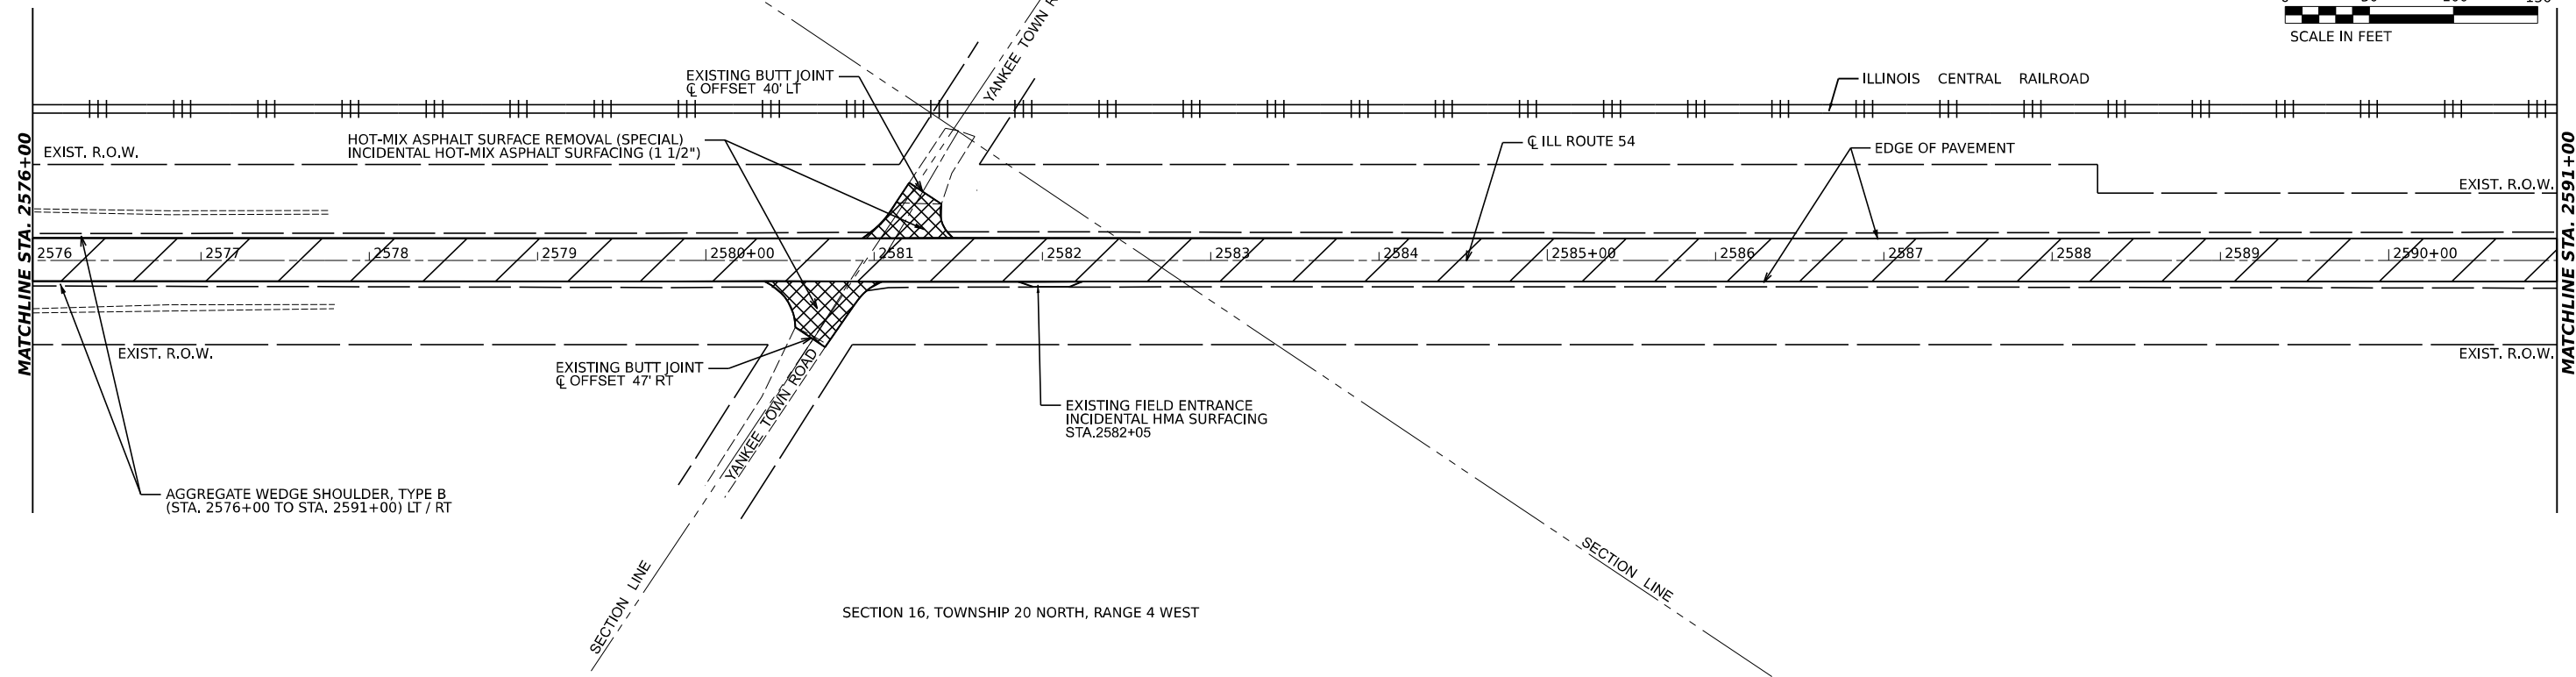 SCALE IN FEET
YANKEE TOWN R
EXISTING BUTT JOINT
℄ OFFSET 40' LT
ILLINOIS CENTRAL RAILROAD
HOT-MIX ASPHALT SURFACE REMOVAL (SPECIAL)
INCIDENTAL HOT-MIX ASPHALT SURFACING (1 1/2")
℄ ILL ROUTE 54
EDGE OF PAVEMENT
EXIST. R.O.W.
EXIST. R.O.W.
MATCHLINE STA. 2576+00
MATCHLINE STA. 2591+00
2576 2577 2578 2579 2580+00 2581 2582 2583 2584 2585+00 2586 2587 2588 2589 2590+00
EXIST. R.O.W.
EXIST. R.O.W.
EXISTING BUTT JOINT
℄ OFFSET 47' RT
YANKEE TOWN ROAD
EXISTING FIELD ENTRANCE
INCIDENTAL HMA SURFACING
STA.2582+05
AGGREGATE WEDGE SHOULDER, TYPE B
(STA. 2576+00 TO STA. 2591+00) LT / RT
SECTION LINE
SECTION LINE
SECTION 16, TOWNSHIP 20 NORTH, RANGE 4 WEST